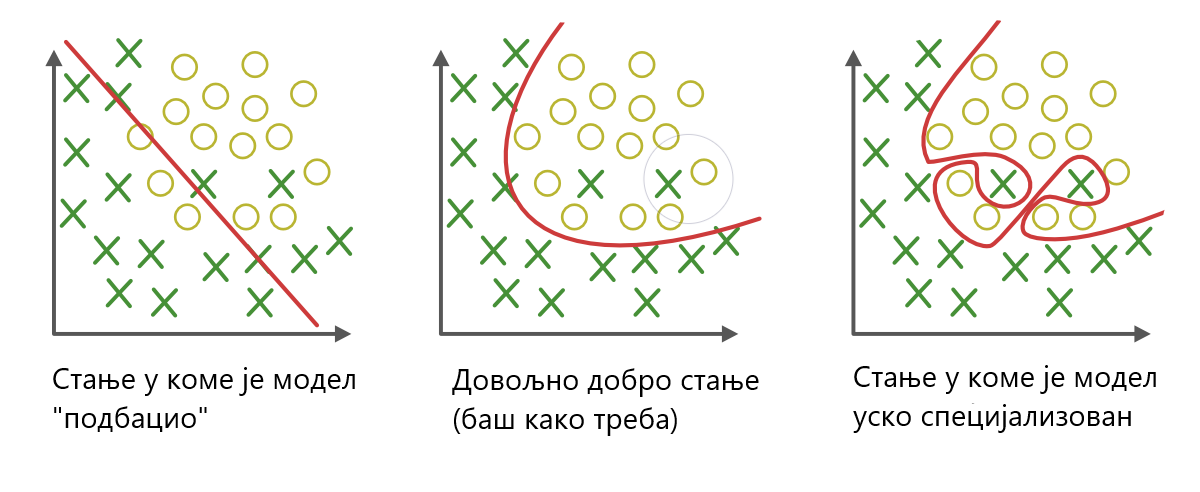 Стање у коме је модел
"подбацио"
Довољно добро стање
(баш како треба)
Стање у коме је модел
уско специјализован